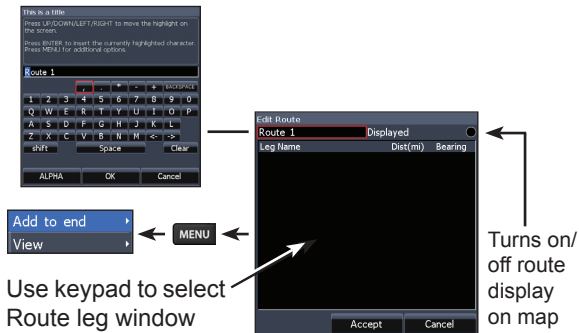 This is a title
Press UP/DOWN/LEFT/RIGHT to move the highlight on
the screen.
Press ENTER to insert the currently highlighted character.
Press MENU for additional options.
Route 1
, . * - + BACKSPACE
1 2 3 4 5 6 7 8 9 0
Q W E R T Y U I O P
A S D F G H J K L
Z X C V B N M <- ->
shift Space Clear
ALPHA OK Cancel
Edit Route
Route 1 Displayed
Leg Name Dist(mi) Bearing
Accept Cancel
Add to end
View
MENU
Use keypad to select
Route leg window
Turns on/
off route
display
on map